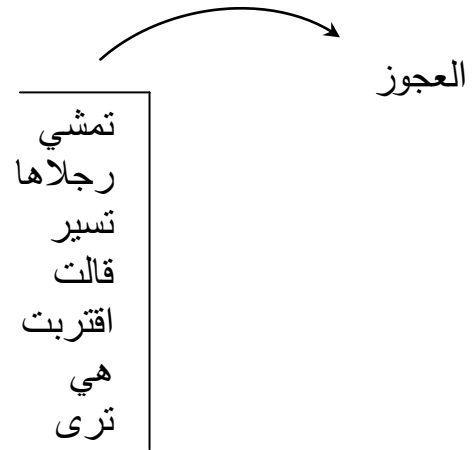 العجوز
تمشي
رجلاها
تسير
قالت
اقتربت
هي
ترى